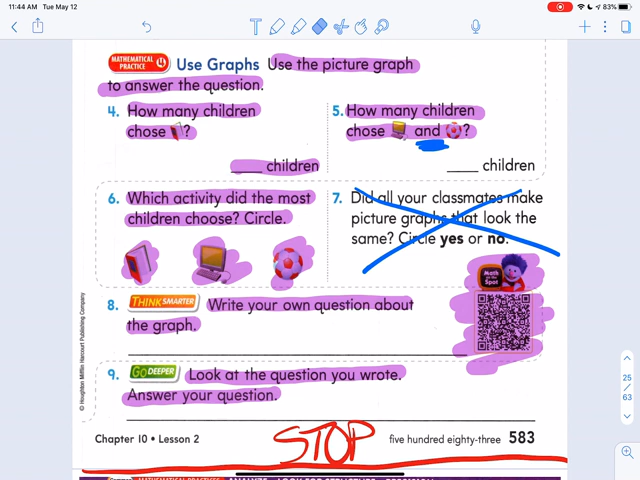 11:44 AM Tue May 12
83%
MATHEMATICAL PRACTICE 4 Use Graphs Use the picture graph
to answer the question.
4. How many children
chose ?
____ children
5. How many children
chose and ?
____ children
6. Which activity did the most
children choose? Circle.
7. Did all your classmates make
picture graphs that look the
same? Circle yes or no.
Math on the Spot
8. THINKSMARTER Write your own question about
the graph.
9. GO DEEPER Look at the question you wrote.
Answer your question.
© Houghton Mifflin Harcourt Publishing Company
Chapter 10 • Lesson 2
STOP
five hundred eighty-three 583
25
/
63